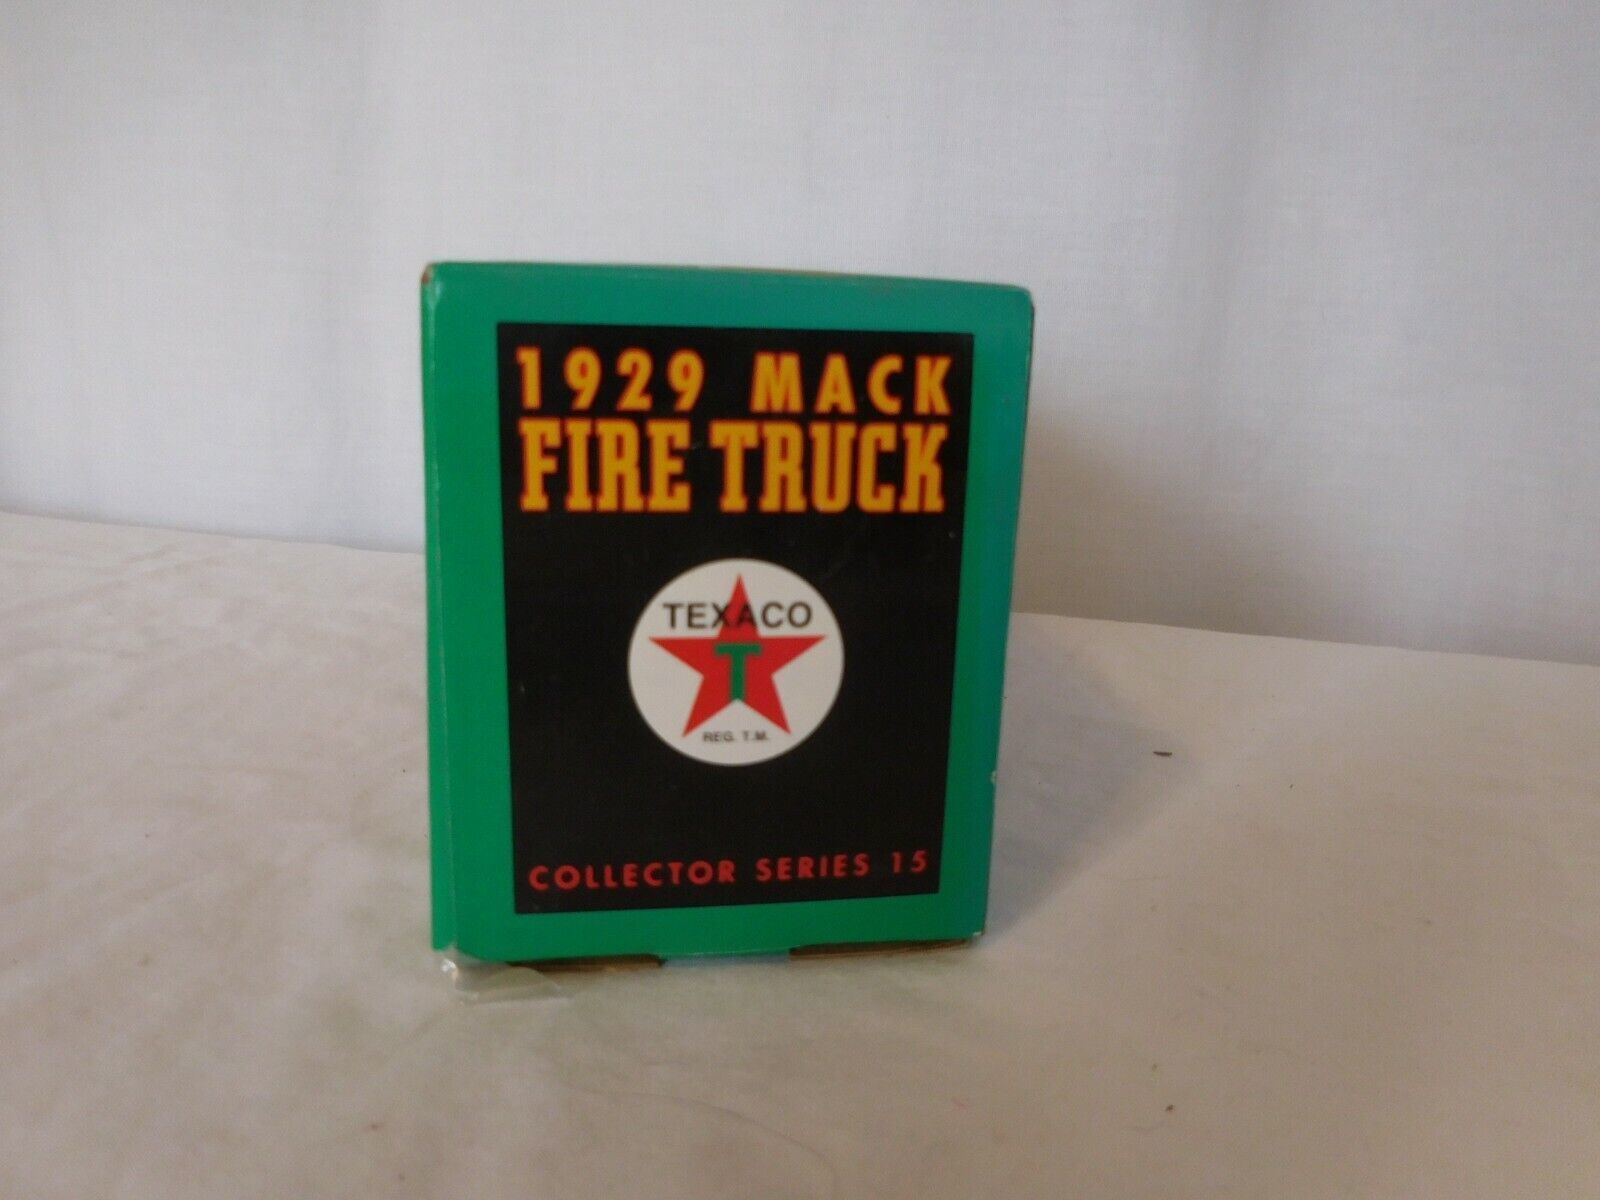 1929 MACK
FIRE TRUCK
TEXACO
T
REG. T.M.
COLLECTOR SERIES 15